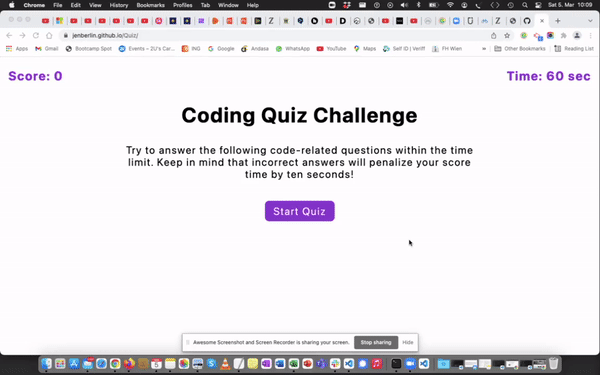 Chrome File Edit View History Bookmarks Profiles Tab Window Help
Sat 5. Mar 10:09
jenberlin.github.io/Quiz/
Apps Gmail Bootcamp Spot Events – 2U's Car... ING Google Andasa WhatsApp YouTube Maps Self ID | Veriff FH Wien » Other Bookmarks Reading List
Score: 0 Time: 60 sec
Coding Quiz Challenge
Try to answer the following code-related questions within the time
limit. Keep in mind that incorrect answers will penalize your score
time by ten seconds!
Start Quiz
Awesome Screenshot and Screen Recorder is sharing your screen. Stop sharing Hide